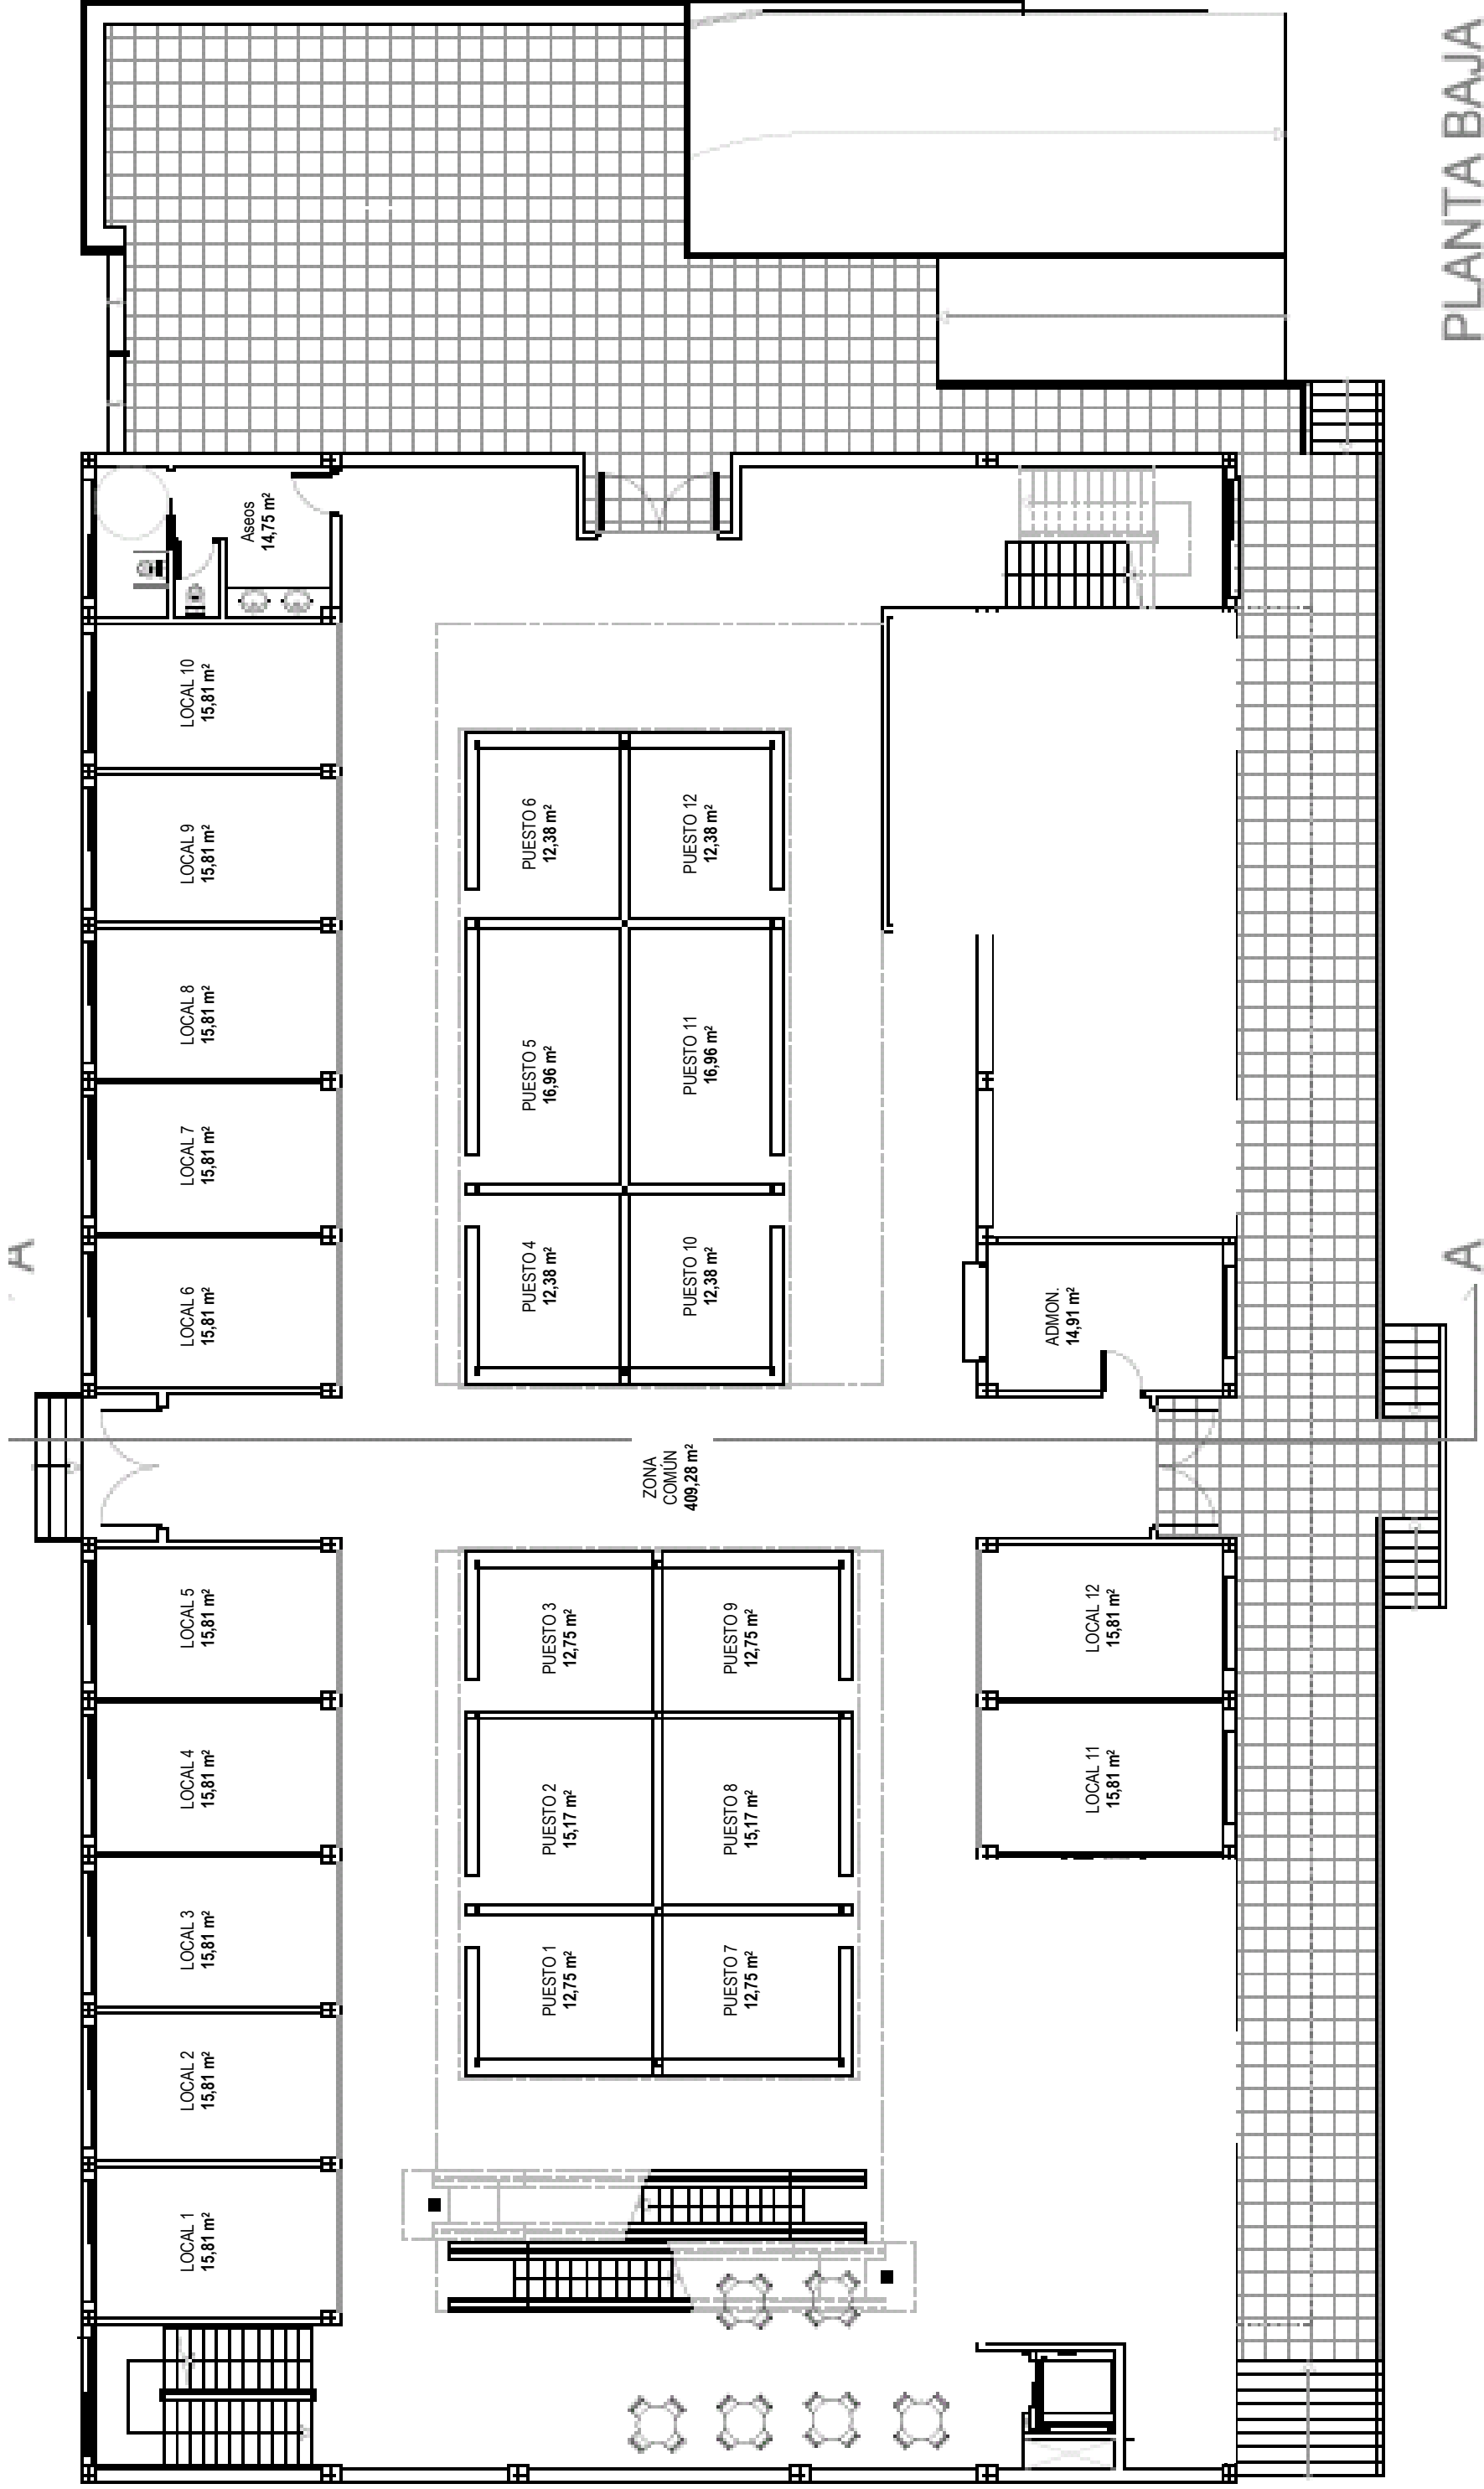 A
LOCAL 1
15,81 m²
LOCAL 2
15,81 m²
LOCAL 3
15,81 m²
LOCAL 4
15,81 m²
LOCAL 5
15,81 m²
LOCAL 6
15,81 m²
LOCAL 7
15,81 m²
LOCAL 8
15,81 m²
LOCAL 9
15,81 m²
LOCAL 10
15,81 m²
Aseos
14,75 m²
PUESTO 1
12,75 m²
PUESTO 2
15,17 m²
PUESTO 3
12,75 m²
PUESTO 4
12,38 m²
PUESTO 5
16,96 m²
PUESTO 6
12,38 m²
ZONA
COMÚN
409,28 m²
PUESTO 7
12,75 m²
PUESTO 8
15,17 m²
PUESTO 9
12,75 m²
PUESTO 10
12,38 m²
PUESTO 11
16,96 m²
PUESTO 12
12,38 m²
LOCAL 11
15,81 m²
LOCAL 12
15,81 m²
ADMON.
14,91 m²
A
PLANTA BAJA